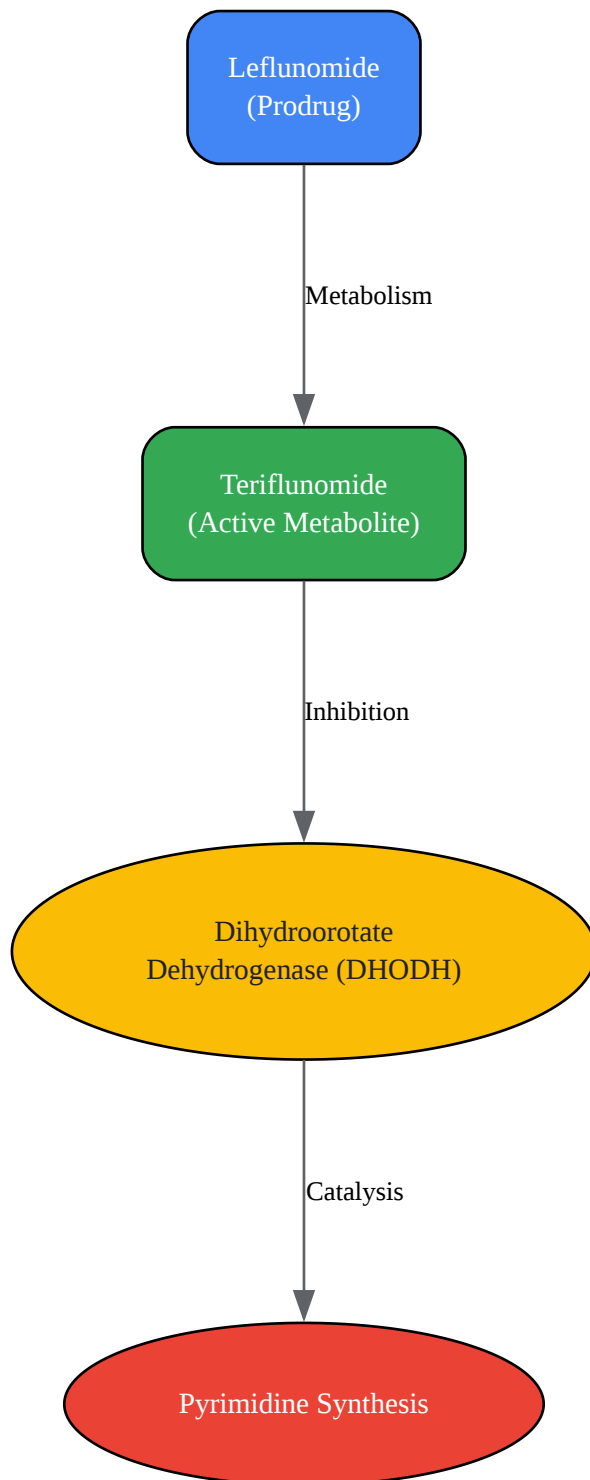 Leflunomide
(Prodrug)
Metabolism
Teriflunomide
(Active Metabolite)
Inhibition
Dihydroorotate
Dehydrogenase (DHODH)
Catalysis
Pyrimidine Synthesis